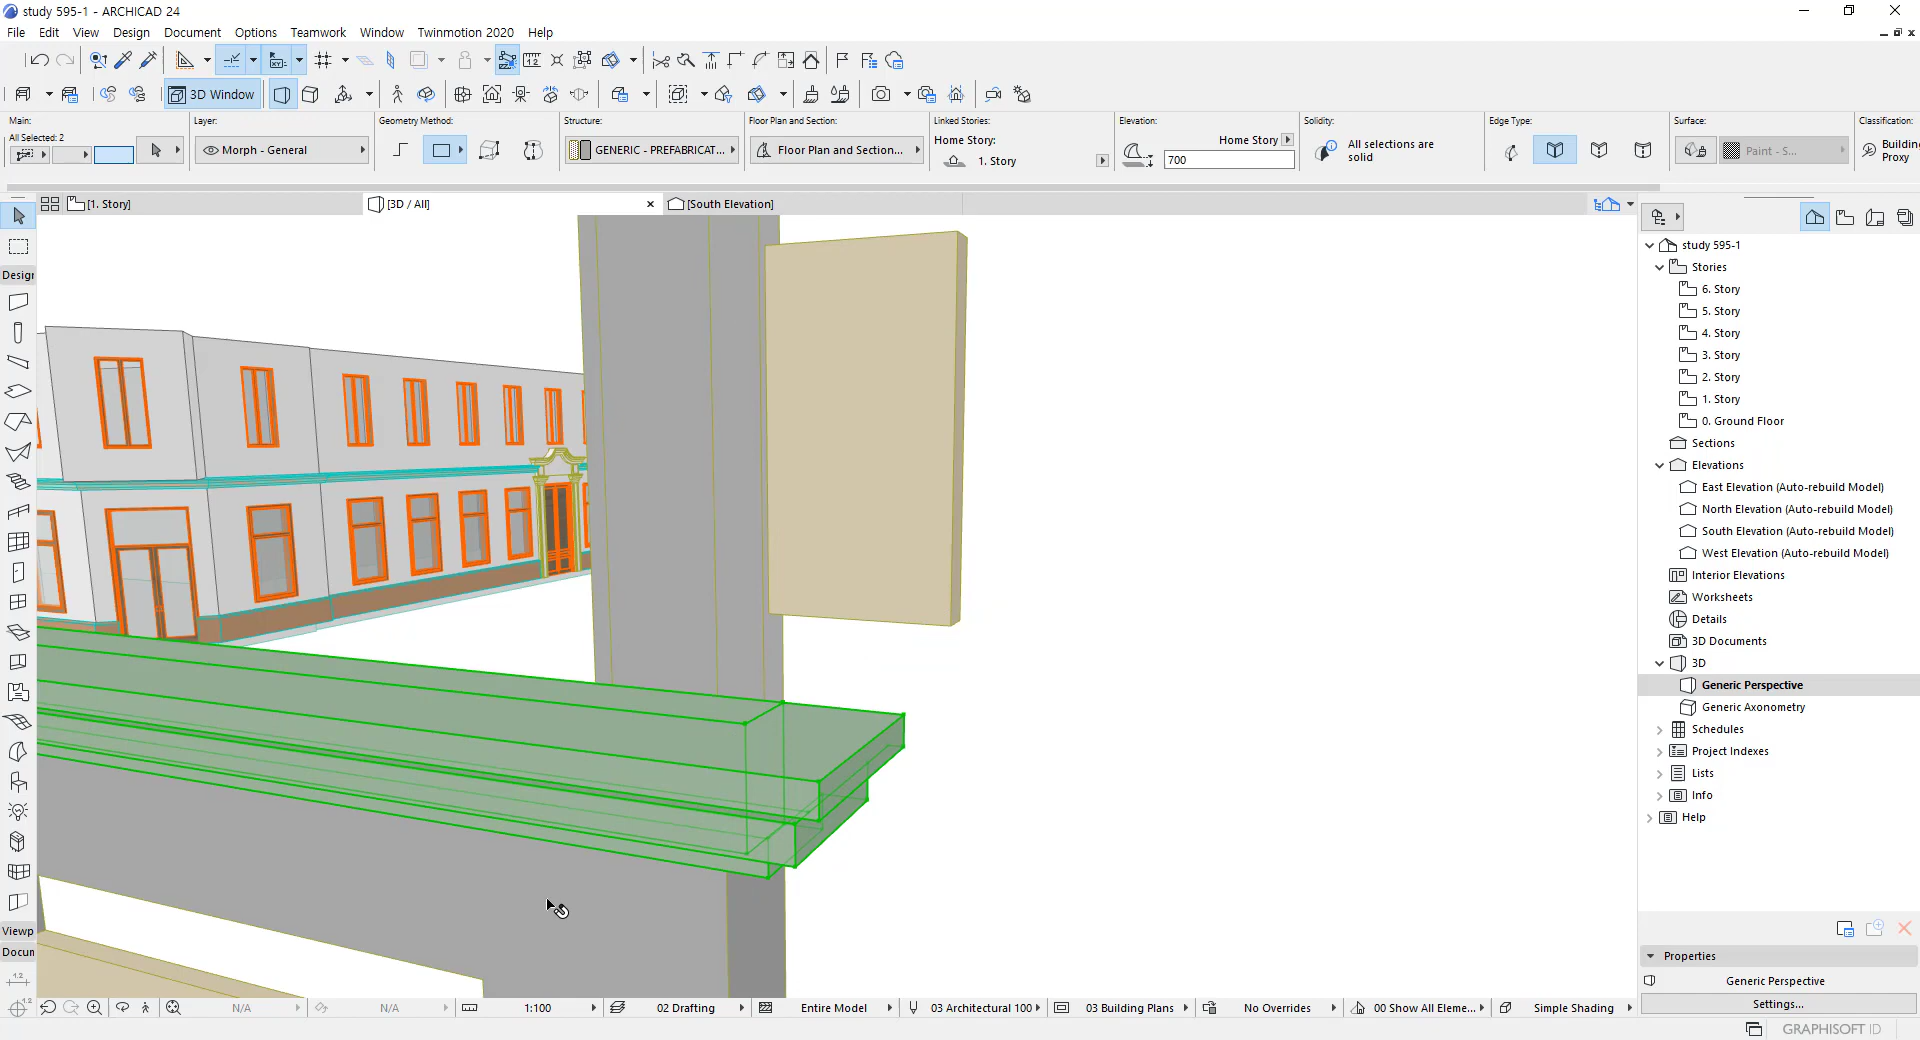 study 595-1 - ARCHICAD 24
File Edit View Design Document Options Teamwork Window Twinmotion 2020 Help
3D Window
Main:
All Selected: 2
Layer:
Morph - General
Geometry Method:
Structure:
GENERIC - PREFABRICAT...
Floor Plan and Section:
Floor Plan and Section...
Linked Stories:
Home Story:
1. Story
Elevation:
Home Story
700
Solidity:
All selections are
solid
Edge Type:
Surface:
Paint - S...
Classification:
Building
Proxy
[1. Story]
[3D / All]
[South Elevation]
Design
Viewp
Docum
study 595-1
Stories
6. Story
5. Story
4. Story
3. Story
2. Story
1. Story
0. Ground Floor
Sections
Elevations
East Elevation (Auto-rebuild Model)
North Elevation (Auto-rebuild Model)
South Elevation (Auto-rebuild Model)
West Elevation (Auto-rebuild Model)
Interior Elevations
Worksheets
Details
3D Documents
3D
Generic Perspective
Generic Axonometry
Schedules
Project Indexes
Lists
Info
Help
Properties
Generic Perspective
Settings...
N/A
N/A
1:100
02 Drafting
Entire Model
03 Architectural 100
03 Building Plans
No Overrides
00 Show All Eleme...
Simple Shading
GRAPHISOFT ID